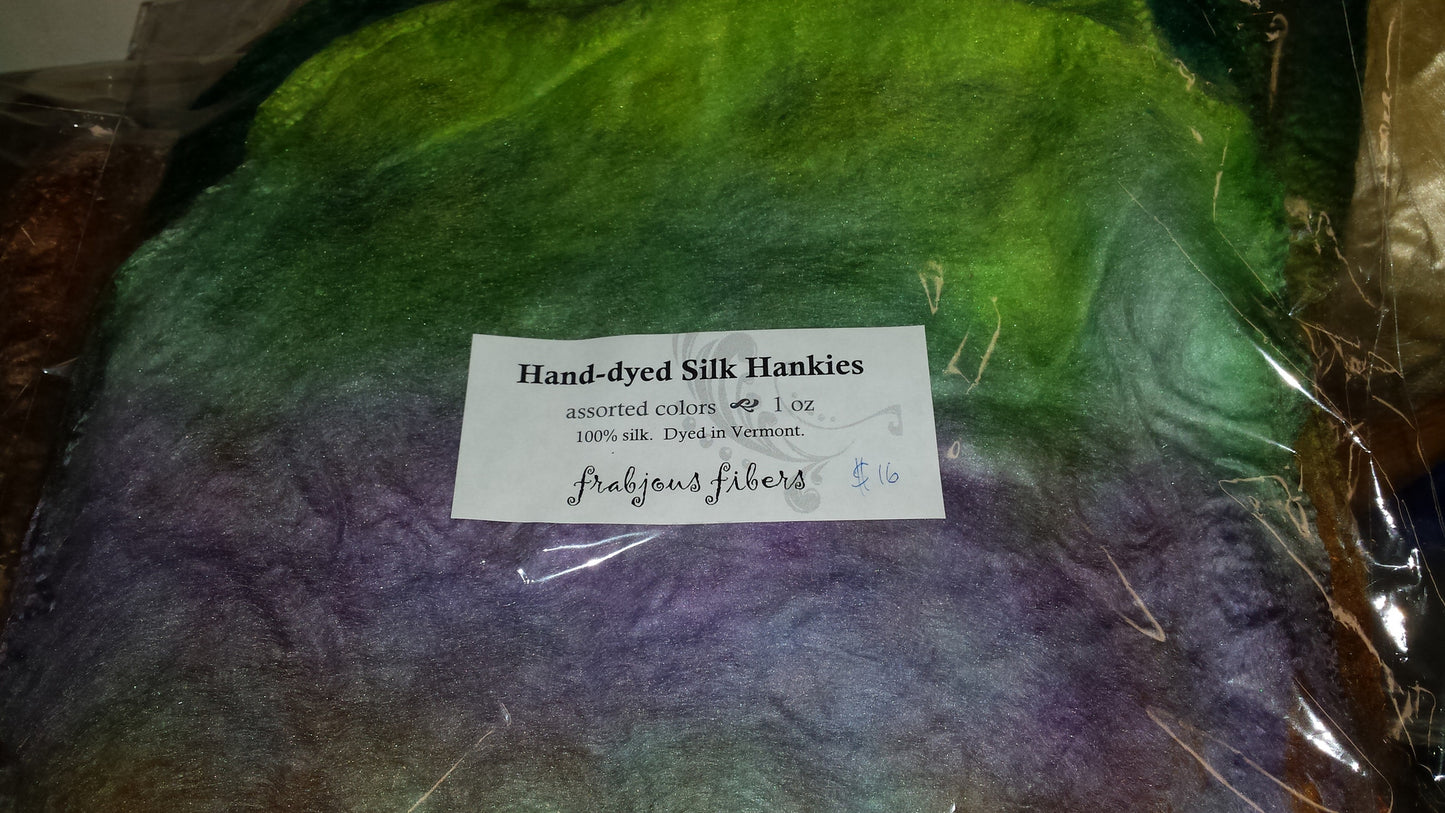 Hand-dyed Silk Hankies
assorted colors 1 oz
100% silk. Dyed in Vermont.
frabjous fibers $16